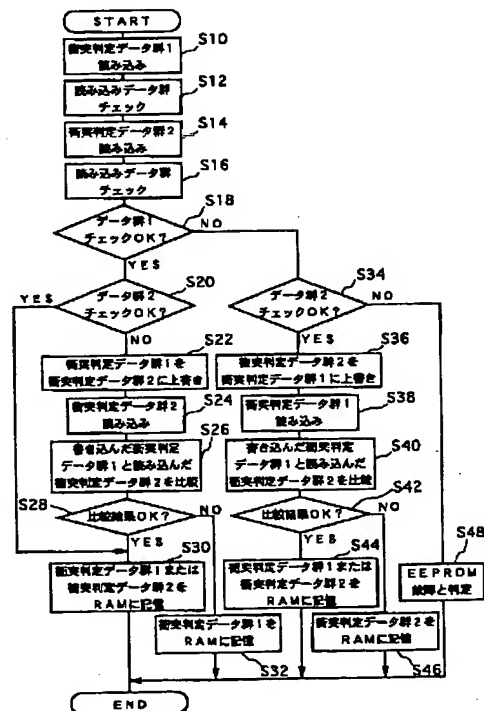 START
S10
衝突判定データ群1
読み込み
S12
読み込みデータ群
チェック
S14
衝突判定データ群2
読み込み
S16
読み込みデータ群
チェック
S18
データ群1
チェックOK?
NO
YES
S20
YES
データ群2
チェックOK?
NO
S34
データ群2
チェックOK?
NO
YES
S22
衝突判定データ群1を
衝突判定データ群2に上書き
S36
衝突判定データ群2を
衝突判定データ群1に上書き
S24
衝突判定データ群2
読み込み
S38
衝突判定データ群1
読み込み
S26
書き込んだ衝突判定
データ群1と読み込んだ
衝突判定データ群2を比較
S40
書き込んだ衝突判定
データ群1と読み込んだ
衝突判定データ群2を比較
S28
比較結果OK?
NO
YES
S42
比較結果OK?
NO
YES
S30
衝突判定データ群1または
衝突判定データ群2を
RAMに記憶
S44
衝突判定データ群1または
衝突判定データ群2を
RAMに記憶
S48
EEPROM
故障と判定
衝突判定データ群1を
RAMに記憶
S32
衝突判定データ群2を
RAMに記憶
S46
END